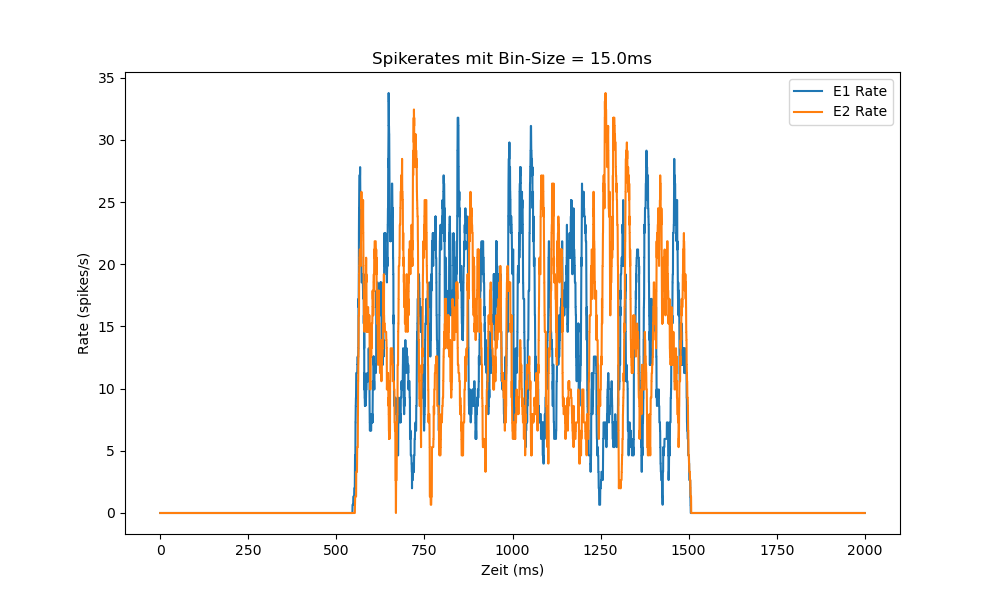 Spikerates mit Bin-Size = 15.0ms
E1 Rate
E2 Rate
Rate (spikes/s)
35
30
25
20
15
10
5
0
0 250 500 750 1000 1250 1500 1750 2000
Zeit (ms)